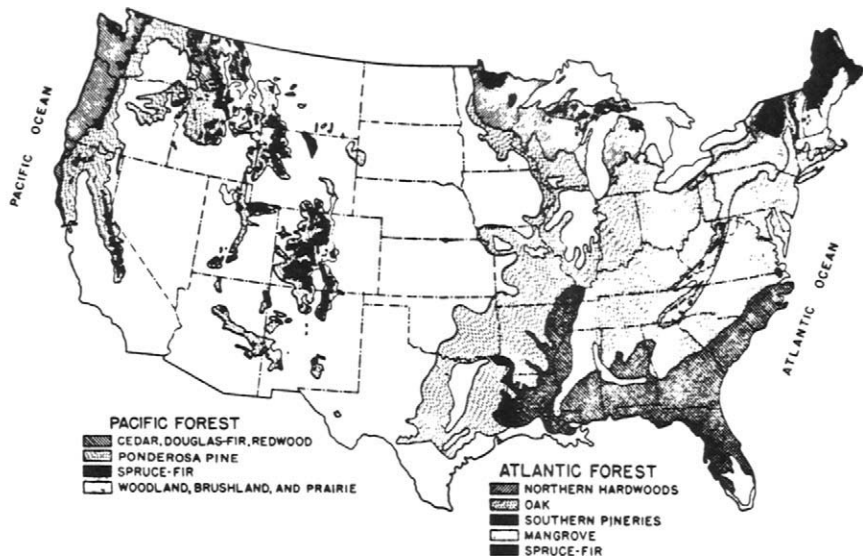 PACIFIC OCEAN
ATLANTIC OCEAN
PACIFIC FOREST
CEDAR, DOUGLAS-FIR, REDWOOD
PONDEROSA PINE
SPRUCE-FIR
WOODLAND, BRUSHLAND, AND PRAIRIE
ATLANTIC FOREST
NORTHERN HARDWOODS
OAK
SOUTHERN PINERIES
MANGROVE
SPRUCE-FIR